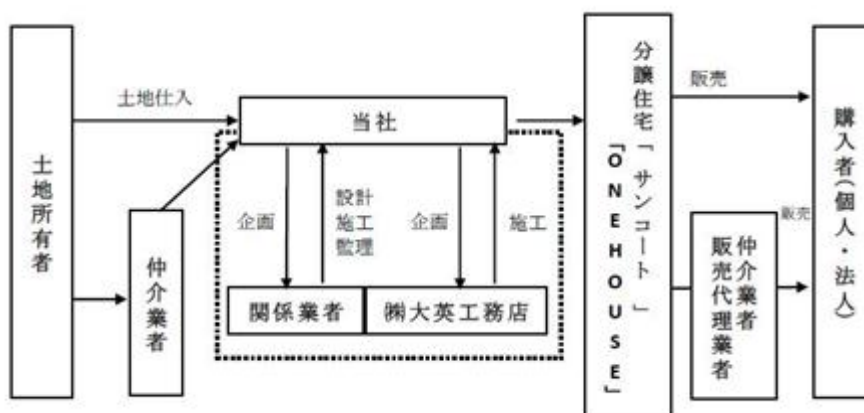 土地所有者
土地仕入
仲介業者
当社
企画
設計
施工
監理
企画
施工
関係業者
㈱大英工務店
分譲住宅「サンコート」
「ONEHOUSE」
販売
仲介業者
販売代理業者
販売
購入者(個人・法人)